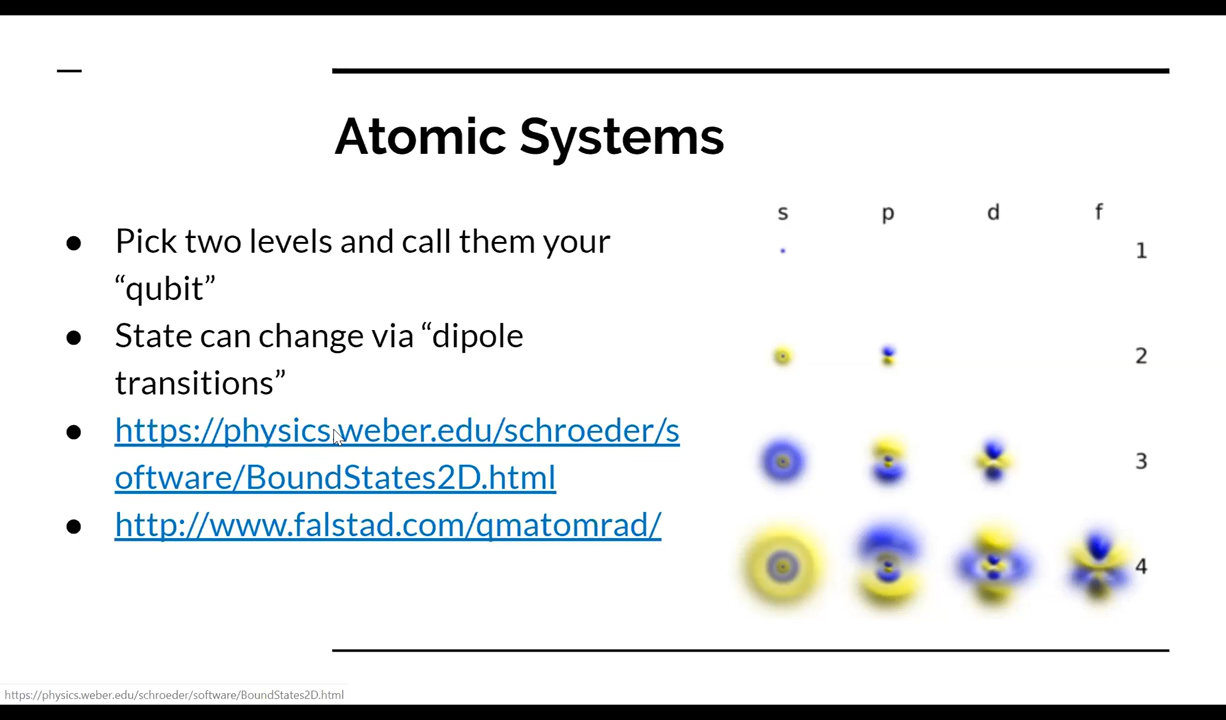 Atomic Systems
● Pick two levels and call them your
“qubit”
● State can change via “dipole
transitions”
● https://physics.weber.edu/schroeder/s
oftware/BoundStates2D.html
● http://www.falstad.com/qmatomrad/
s p d f
1
2
3
4
https://physics.weber.edu/schroeder/software/BoundStates2D.html